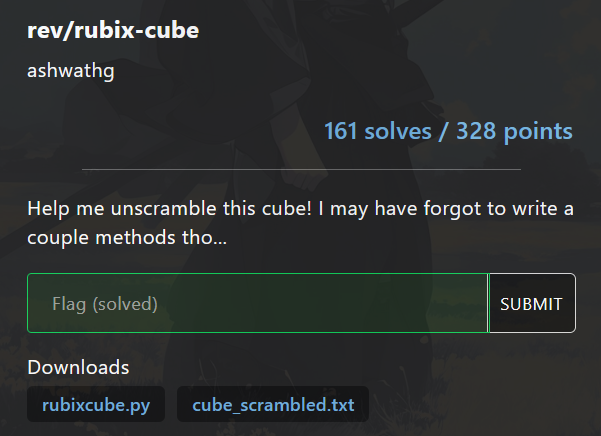 rev/rubix-cube
ashwathg
161 solves / 328 points
Help me unscramble this cube! I may have forgot to write a
couple methods tho...
Flag (solved)
SUBMIT
Downloads
rubixcube.py
cube_scrambled.txt